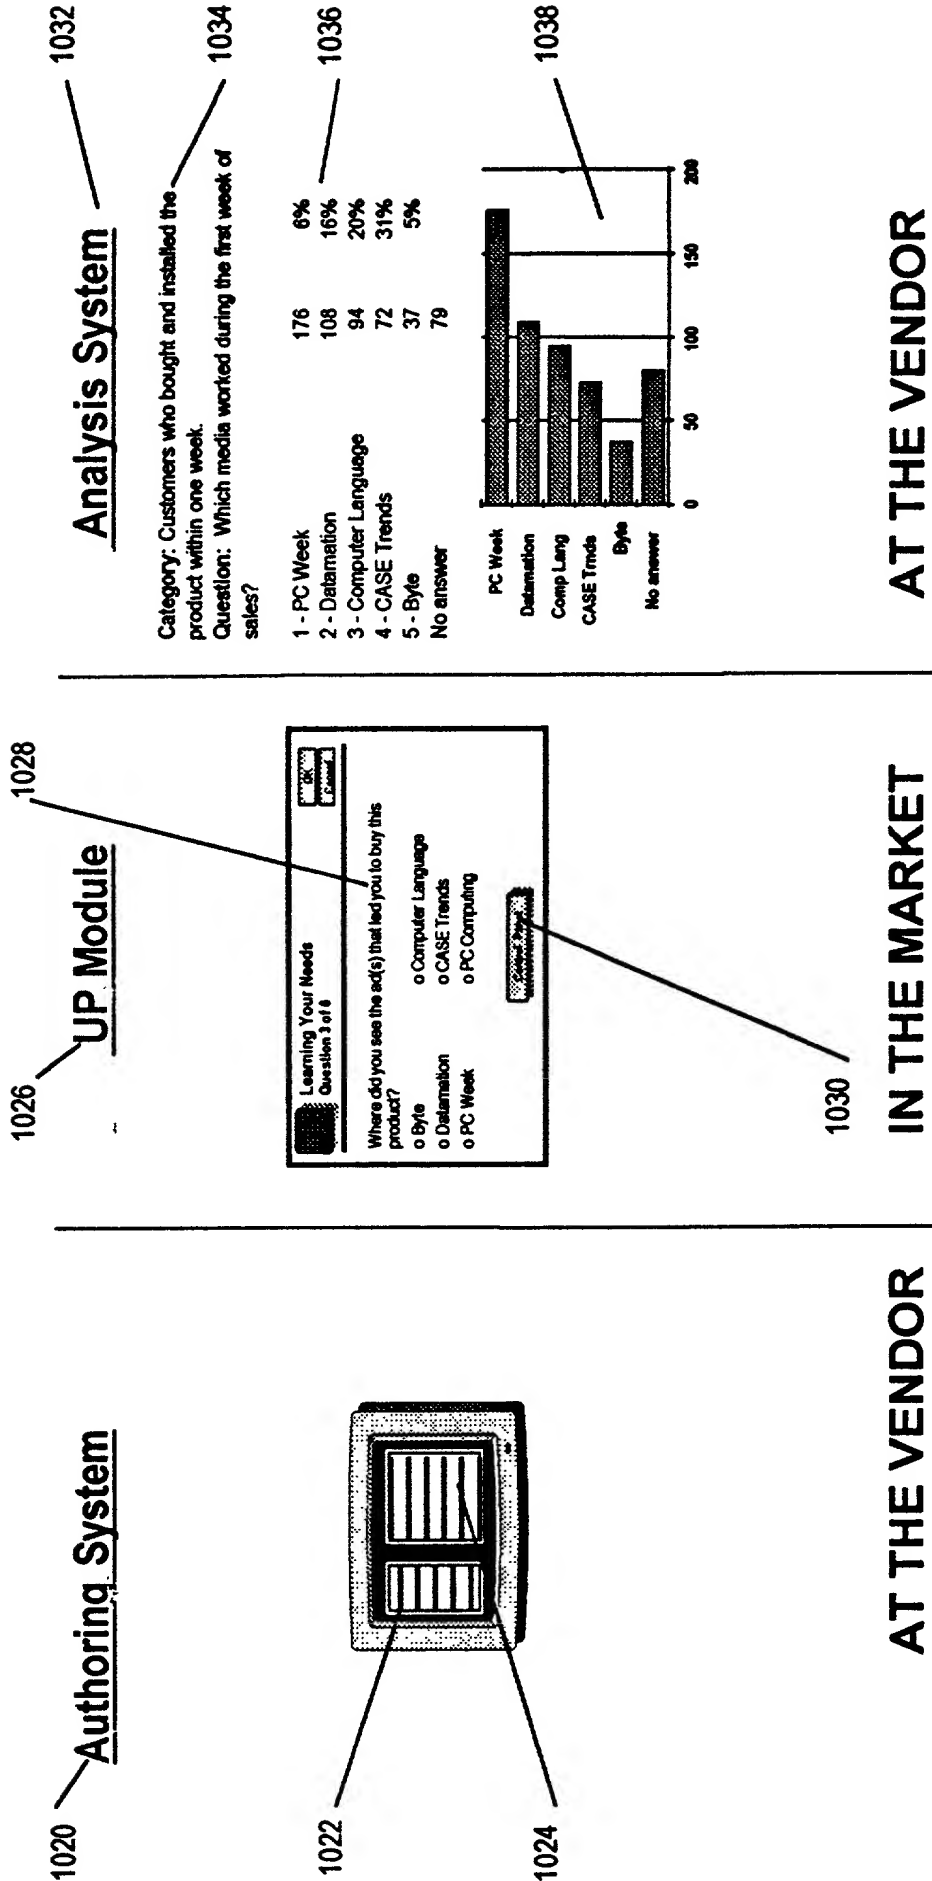 1020
Authoring System
1022
1024
AT THE VENDOR
1026
UP Module
1028
Learning Your Needs
Question 3 of 6
OK
Cancel
Where did you see the ad(s) that led you to buy this
product?
o Byte
o Datamation
o PC Week
o Computer Language
o CASE Trends
o PC Computing
1030
IN THE MARKET
1032
Analysis System
1034
Category: Customers who bought and installed the
product within one week.
Question: Which media worked during the first week of
sales?
1036
1 - PC Week 176 6%
2 - Datamation 108 16%
3 - Computer Language 94 20%
4 - CASE Trends 72 31%
5 - Byte 37 5%
No answer 79
1038
PC Week
Datamation
Comp Lang
CASE Trnds
Byte
No answer
0 50 100 150 200
AT THE VENDOR